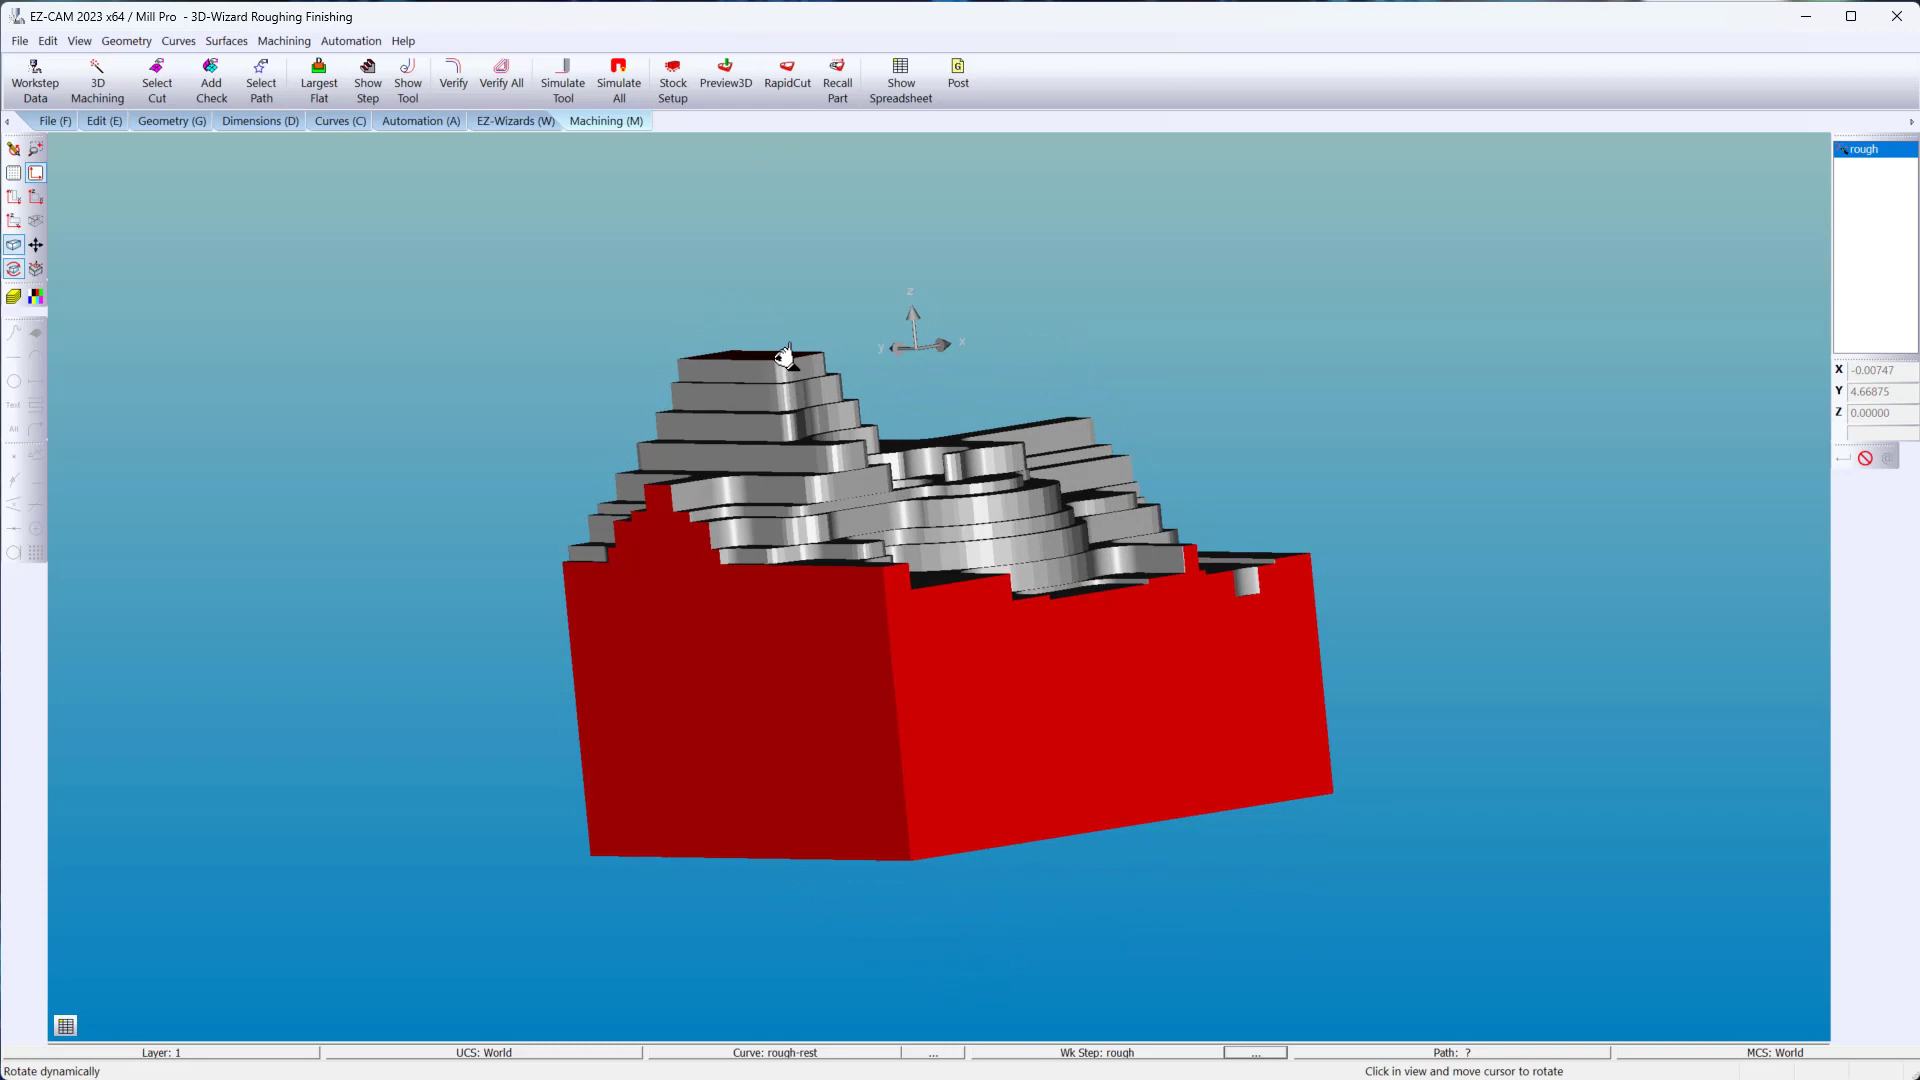 EZ-CAM 2023 x64 / Mill Pro - 3D-Wizard Roughing Finishing
File Edit View Geometry Curves Surfaces Machining Automation Help
Workstep Data
3D Machining
Select Cut
Add Check
Select Path
Largest Flat
Show Step
Show Tool
Verify
Verify All
Simulate Tool
Simulate All
Stock Setup
Preview3D
RapidCut
Recall Part
Show Spreadsheet
Post
File (F) Edit (E) Geometry (G) Dimensions (D) Curves (C) Automation (A) EZ-Wizards (W) Machining (M)
rough
z
y
x
X -0.00747
Y 4.66875
Z 0.00000
Text
All
Layer: 1
UCS: World
Curve: rough-rest
...
Wk Step: rough
...
Path: ?
MCS: World
Rotate dynamically
Click in view and move cursor to rotate